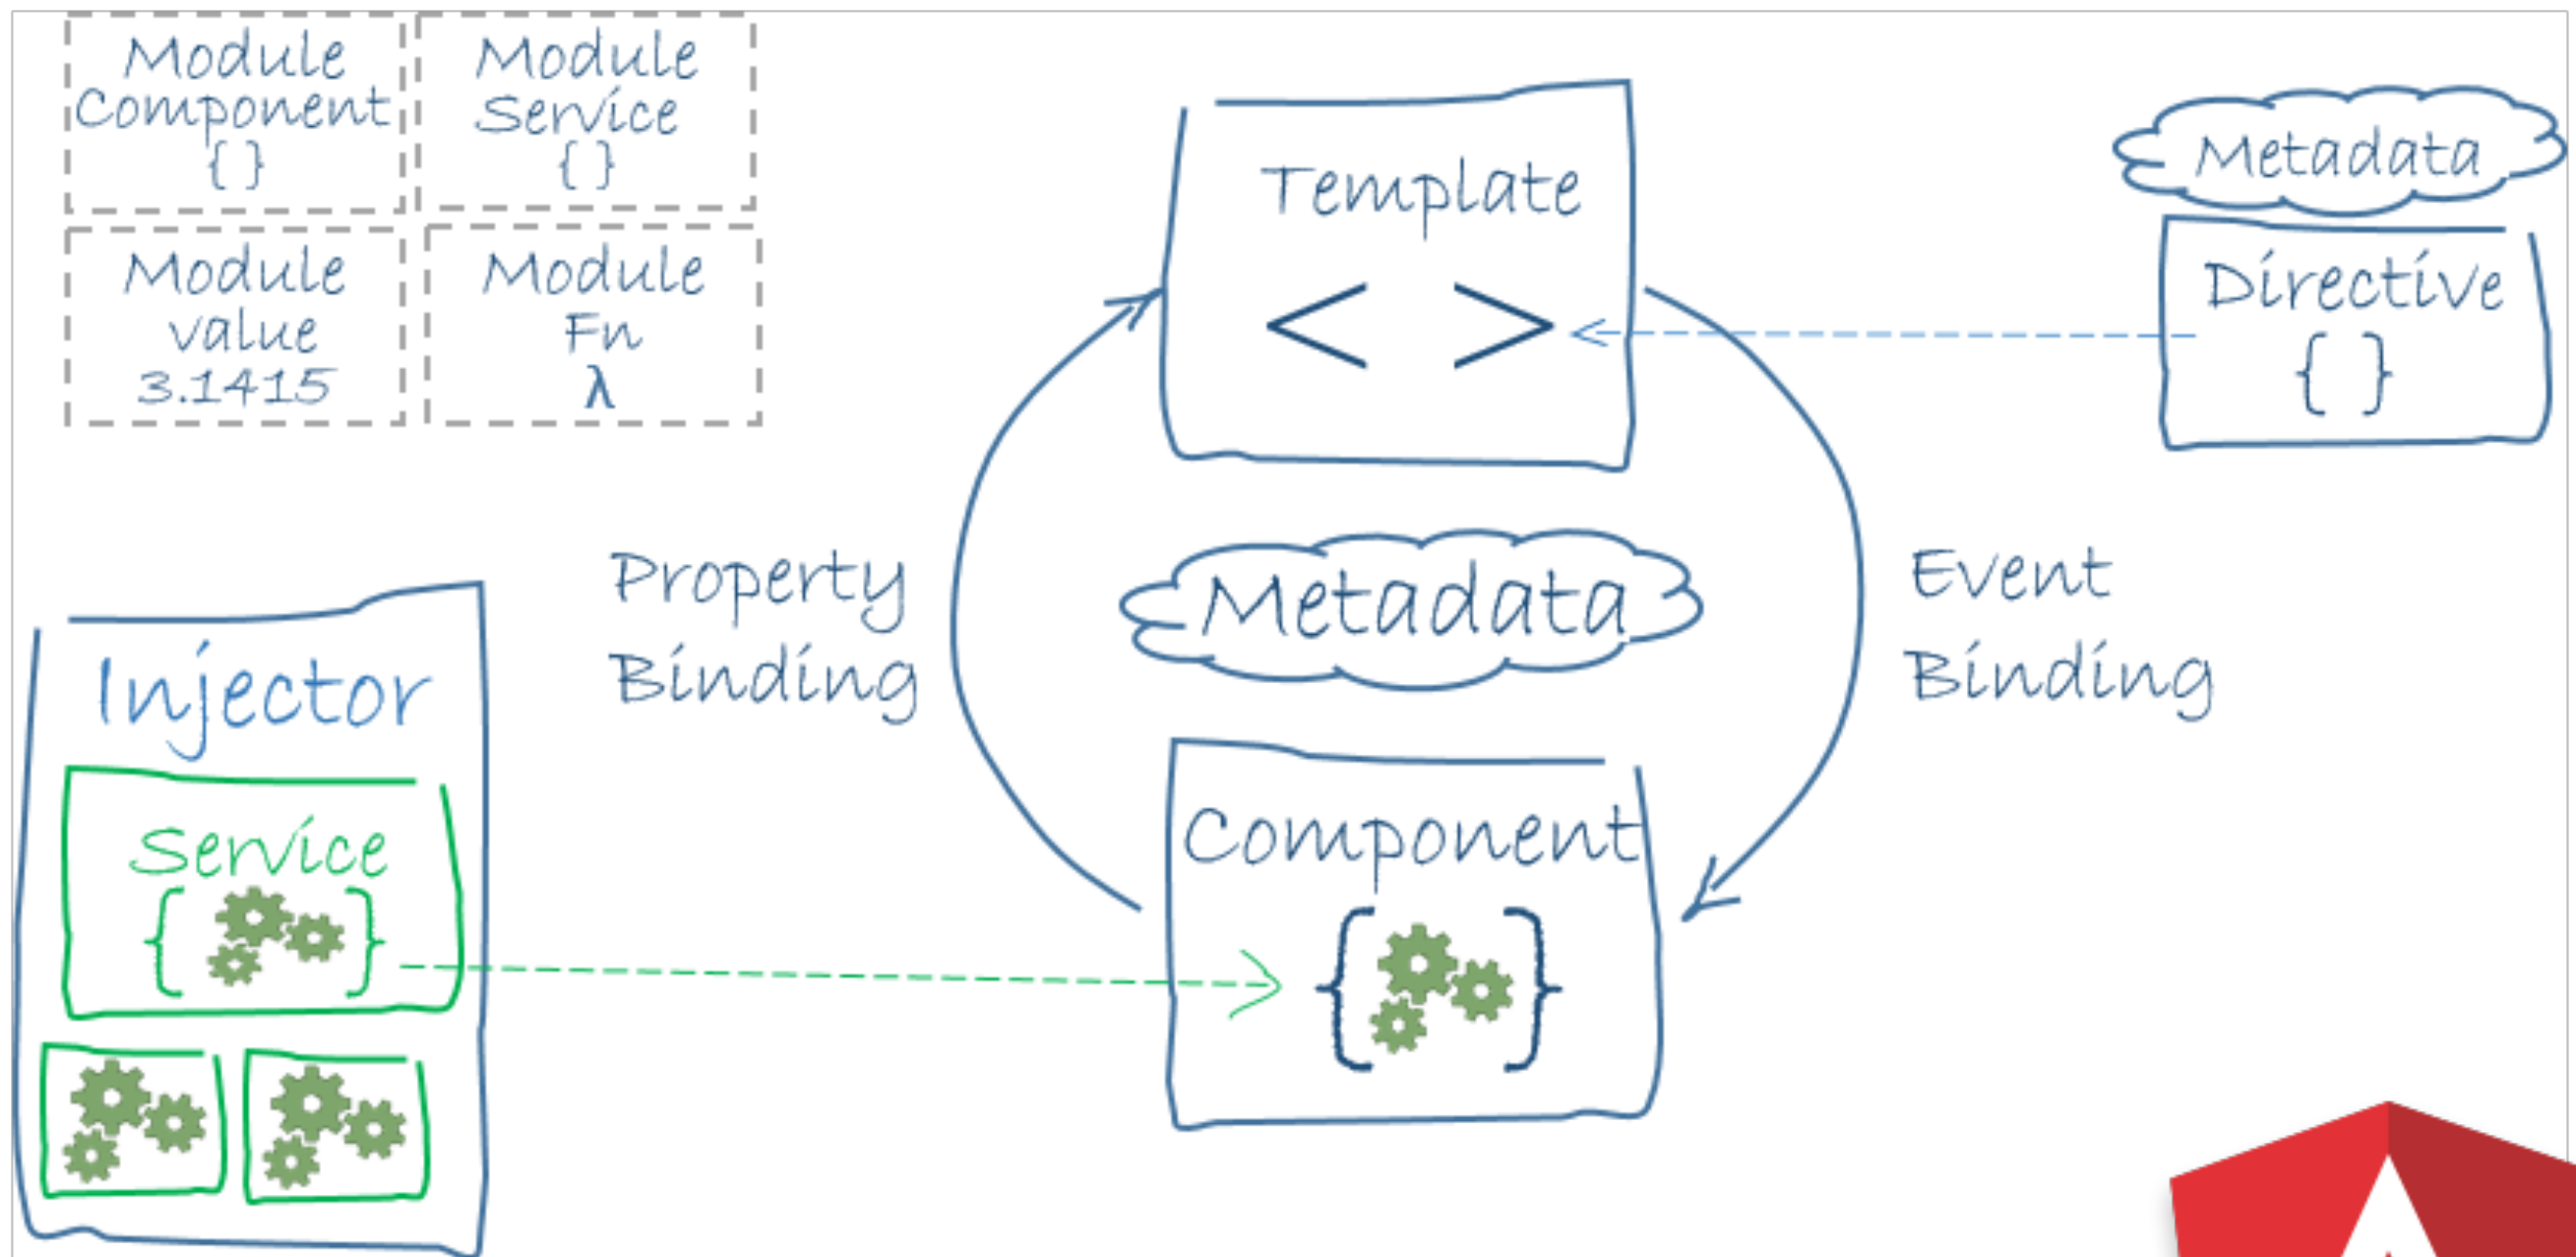 Module
Component
{ }
Module
Service
{ }
Module
value
3.1415
Module
Fn
λ
Template
< >
Metadata
Directive
{ }
Property
Binding
Metadata
Event
Binding
Injector
Service
{ }
Component
{ }